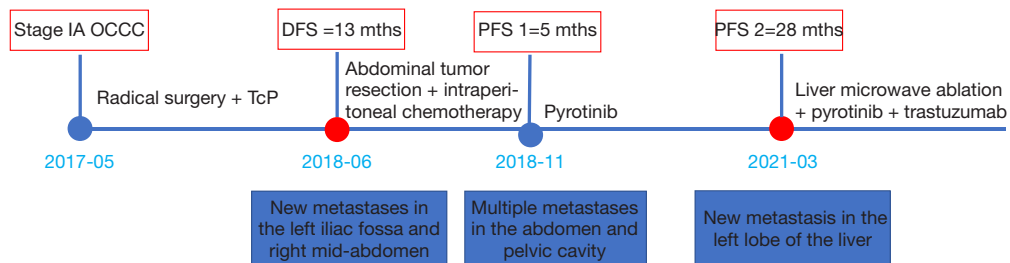 Stage IA OCCC
DFS =13 mths
PFS 1=5 mths
PFS 2=28 mths
Radical surgery + TcP
Abdominal tumor
resection + intraperi-
toneal chemotherapy
Pyrotinib
Liver microwave ablation
+ pyrotinib + trastuzumab
2017-05
2018-06
2018-11
2021-03
New metastases in
the left iliac fossa and
right mid-abdomen
Multiple metastases
in the abdomen and
pelvic cavity
New metastasis in the
left lobe of the liver